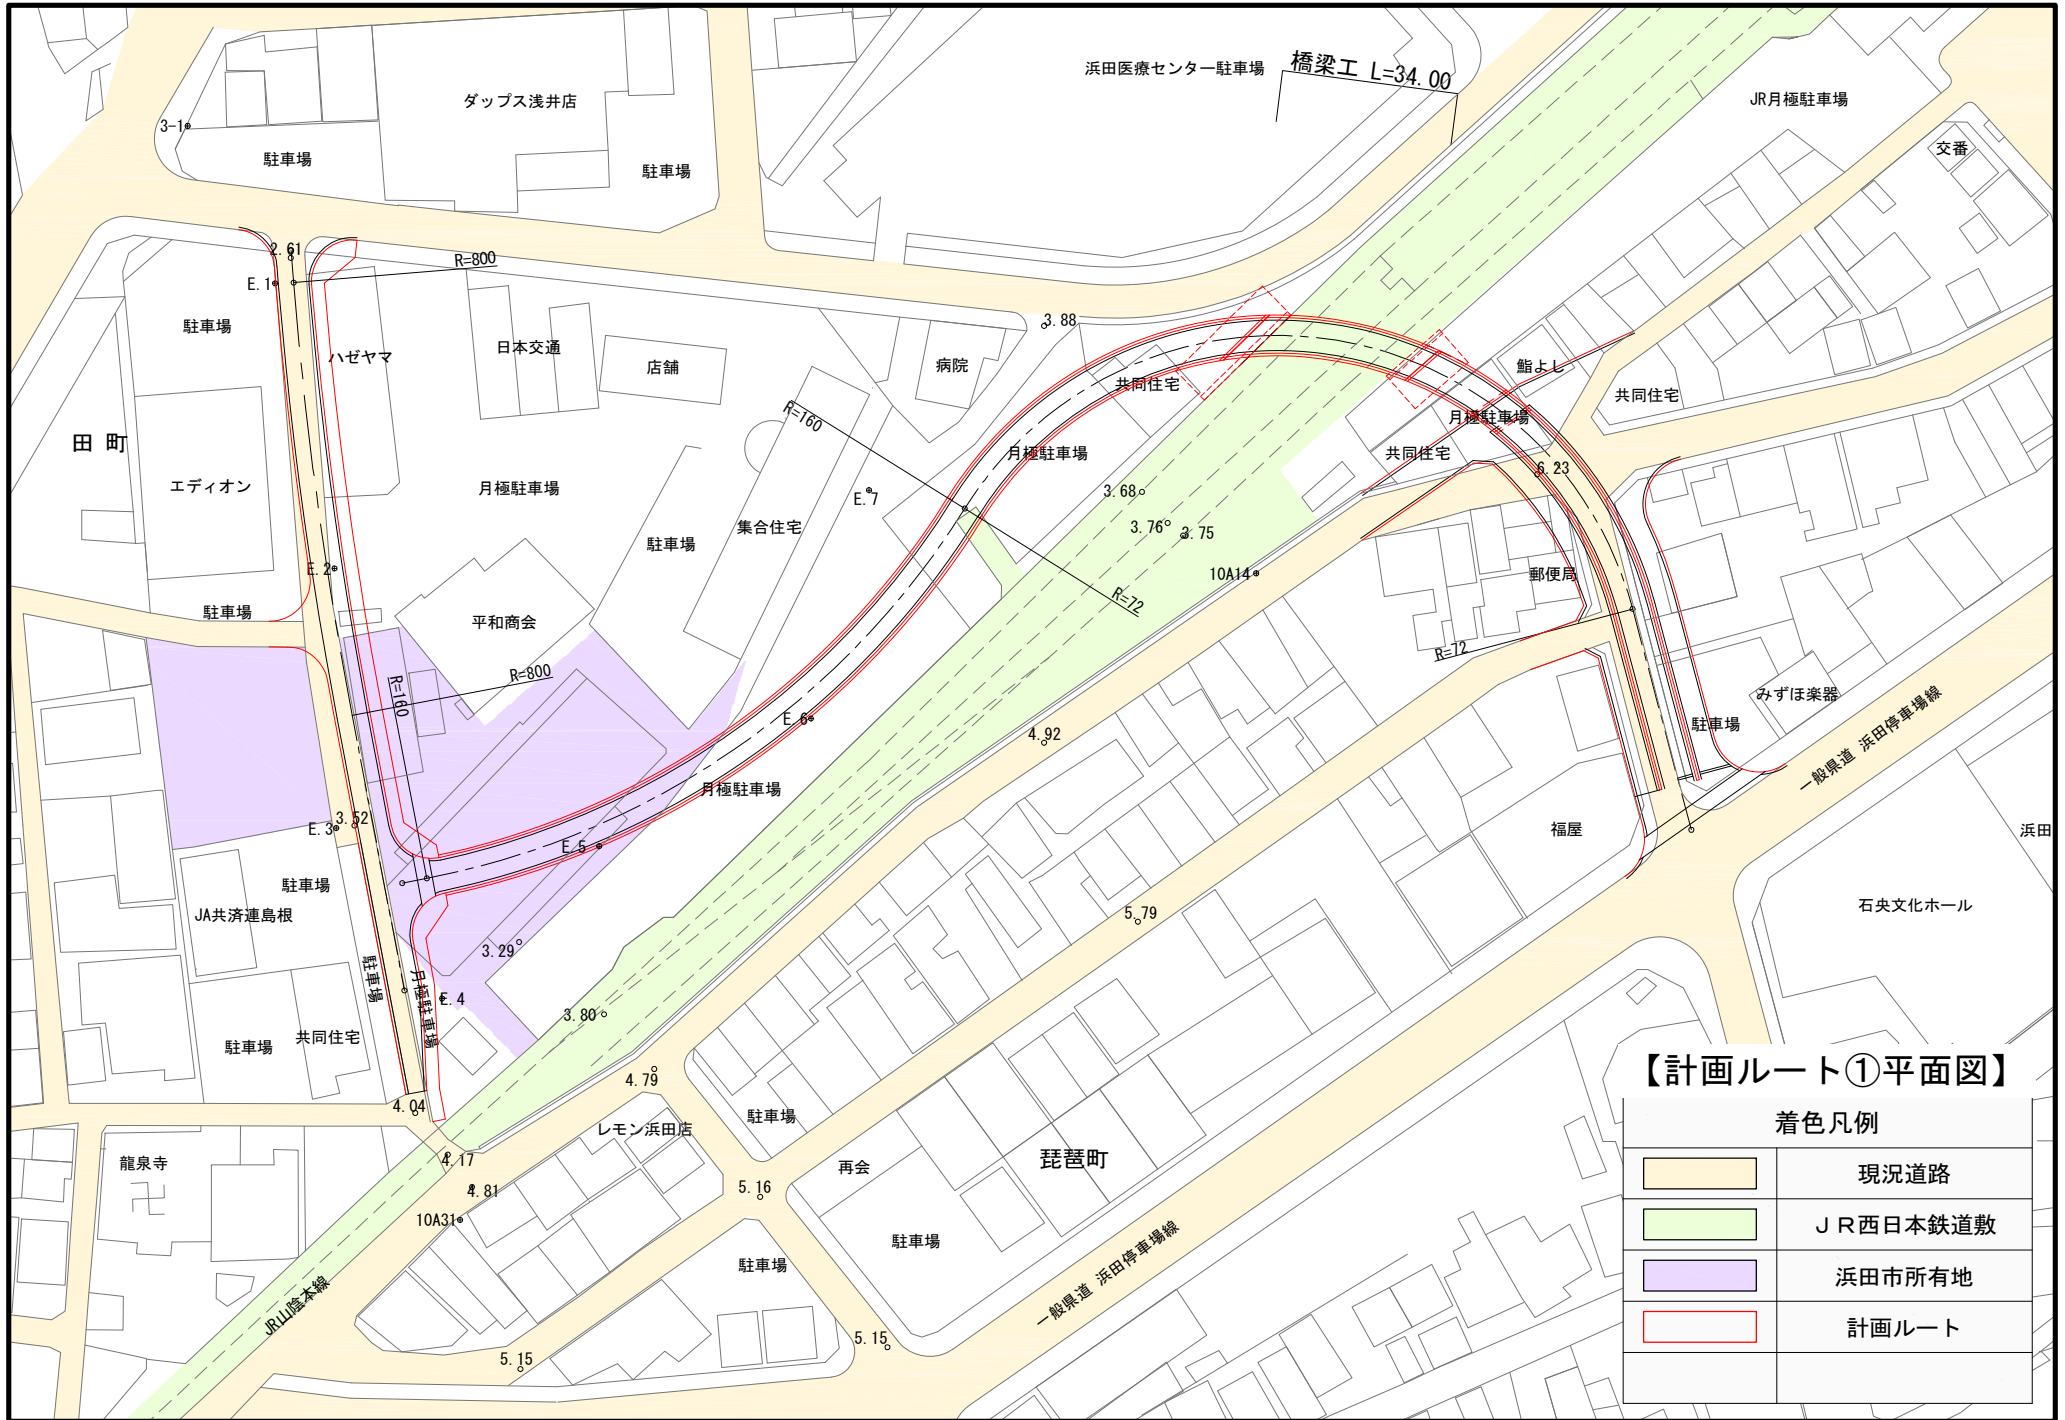 浜田医療センター駐車場
橋梁工 L=34.00
ダップス浅井店
JR月極駐車場
3-1
駐車場
駐車場
交番
2.61
R=800
E.1
駐車場
3.88
ハゼヤマ
日本交通
店舗
病院
共同住宅
鮨よし
共同住宅
R=160
月極駐車場
田 町
月極駐車場
共同住宅
エディオン
月極駐車場
6.23
E.7
3.68
集合住宅
駐車場
3.76
3.75
E.2
10A14
郵便局
R=72
駐車場
平和商会
R=72
R=800
R=160
みずほ楽器
E.6
駐車場
4.92
一般県道 浜田停車場線
月極駐車場
3.52
E.3
E.5
福屋
浜田
駐車場
JA共済連島根
5.79
石央文化ホール
3.29
駐車場
月極駐車場
E.4
3.80
駐車場
共同住宅
4.79
4.04
駐車場
レモン浜田店
龍泉寺
4.17
再会
琵琶町
4.81
5.16
10A31
駐車場
駐車場
一般県道 浜田停車場線
JR山陰本線
5.15
5.15
【計画ルート①平面図】
着色凡例
現況道路
ＪＲ西日本鉄道敷
浜田市所有地
計画ルート